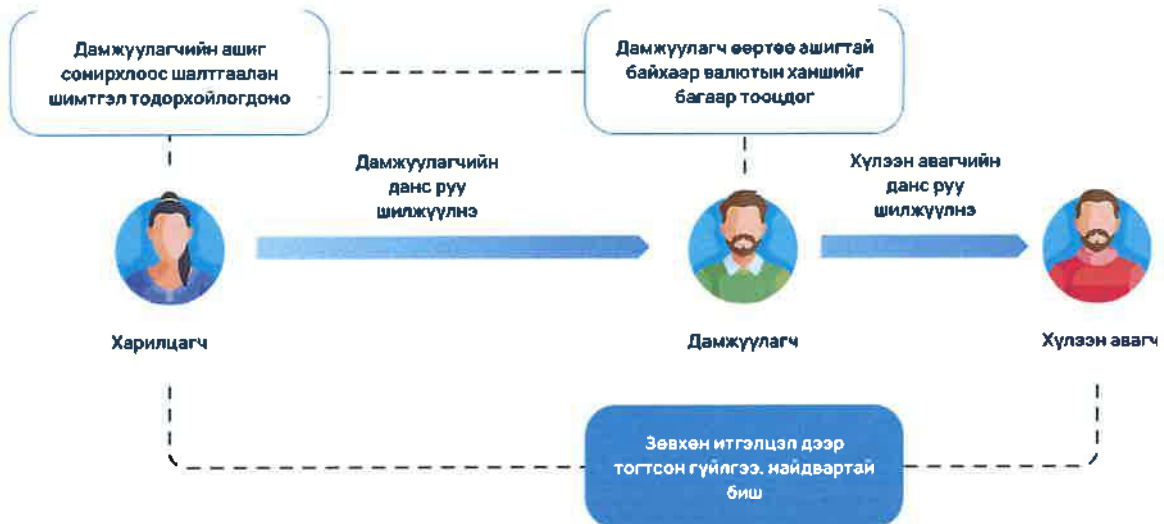 Дамжуулагчийн ашиг
сонирхлоос шалтгаалан
шимтгэл тодорхойлогдоно
Дамжуулагч өөртөө ашигтай
байхаар валютын ханшийг
багаар тооцдог
Дамжуулагчийн
данс руу
шилжүүлнэ
Хүлээн авагчийн
данс руу
шилжүүлнэ
Харилцагч
Дамжуулагч
Хүлээн авагч
Зөвхөн итгэлцэл дээр
тогтсон гүйлгээ. найдвартай
биш